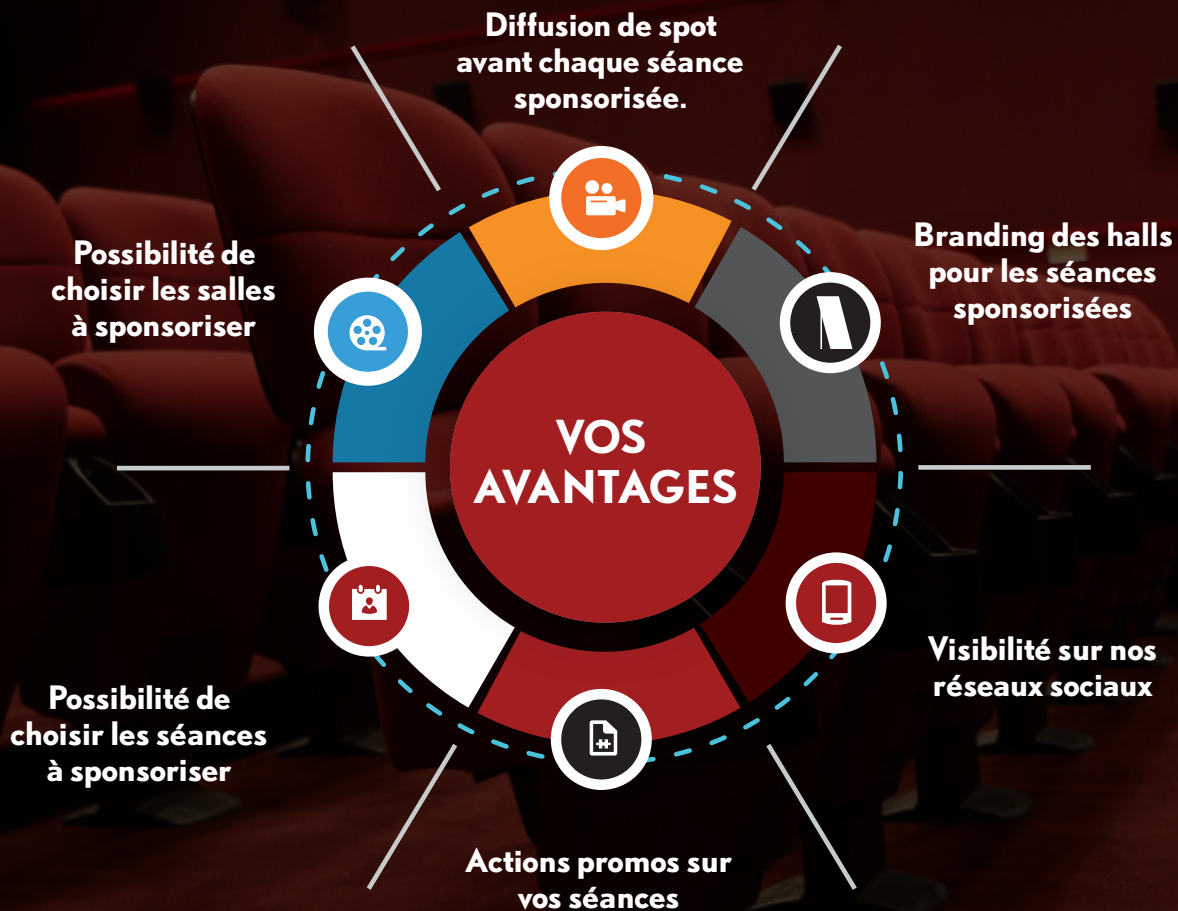 Diffusion de spot
avant chaque séance
sponsorisée.
Branding des halls
pour les séances
sponsorisées
Possibilité de
choisir les salles
à sponsoriser
VOS
AVANTAGES
Visibilité sur nos
réseaux sociaux
Possibilité de
choisir les séances
à sponsoriser
Actions promos sur
vos séances